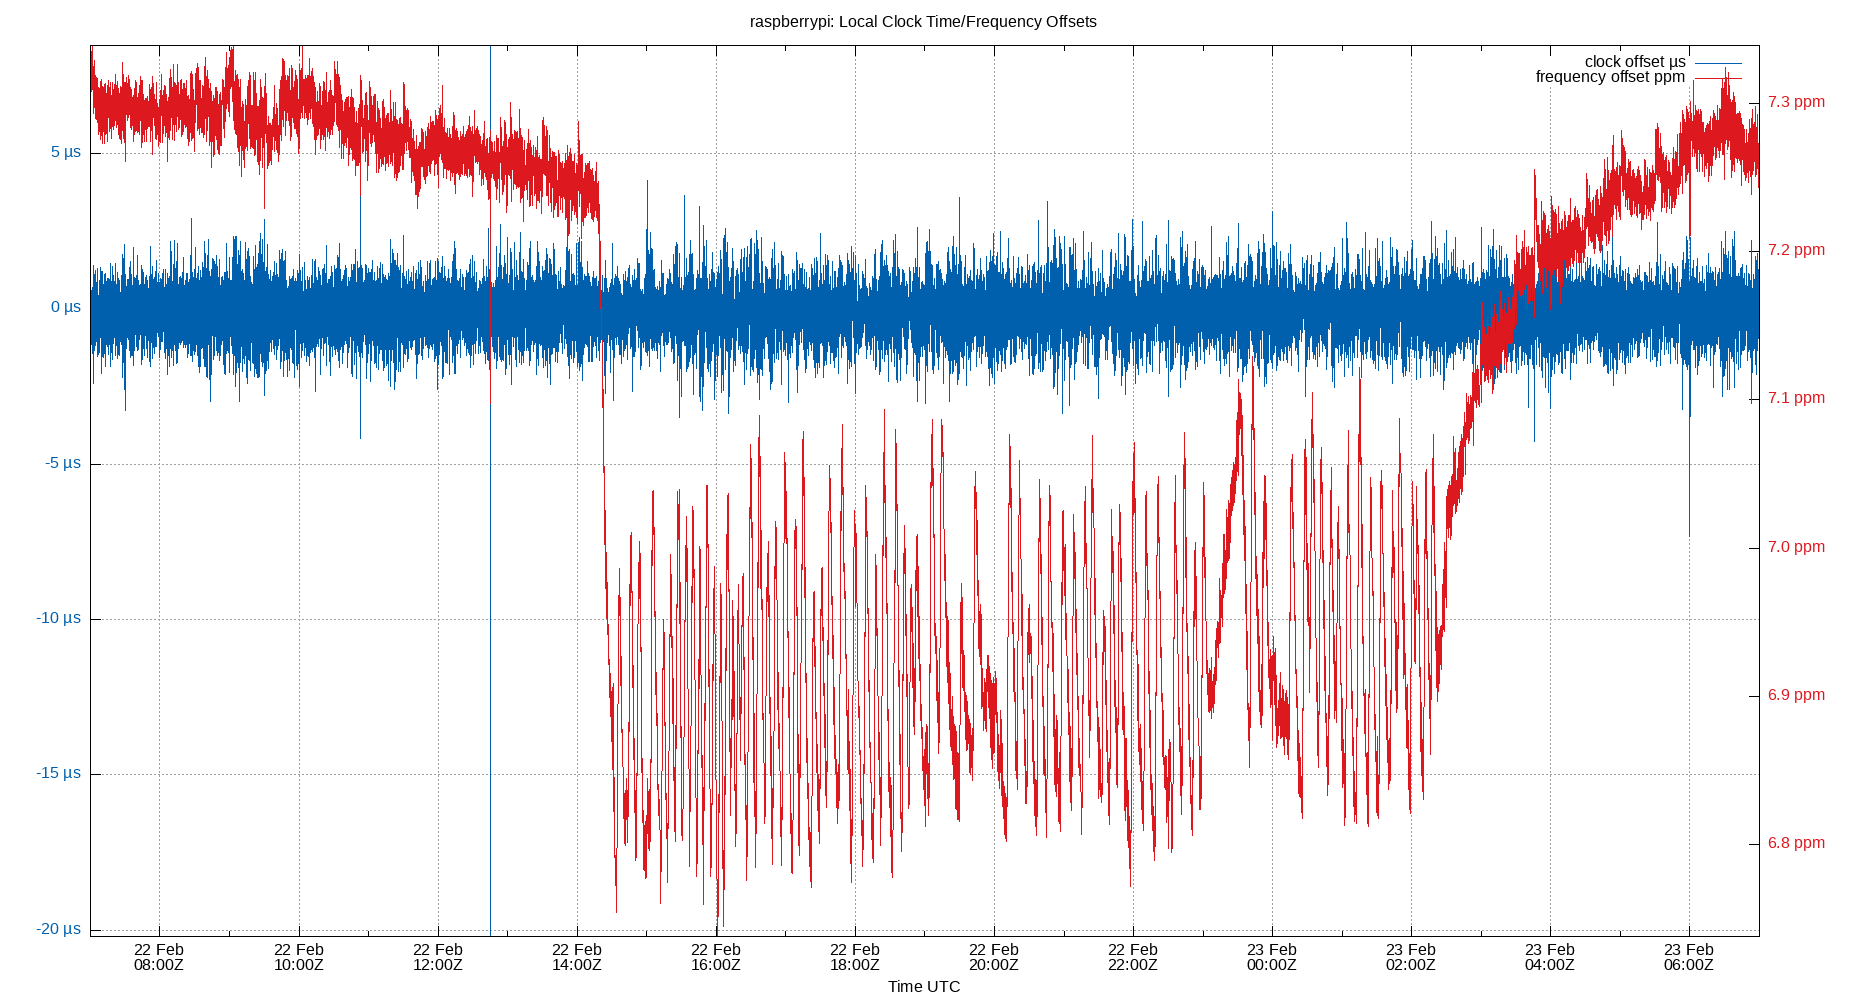 raspberrypi: Local Clock Time/Frequency Offsets
clock offset µs
frequency offset ppm
5 µs
0 µs
-5 µs
-10 µs
-15 µs
-20 µs
7.3 ppm
7.2 ppm
7.1 ppm
7.0 ppm
6.9 ppm
6.8 ppm
22 Feb
08:00Z
22 Feb
10:00Z
22 Feb
12:00Z
22 Feb
14:00Z
22 Feb
16:00Z
22 Feb
18:00Z
22 Feb
20:00Z
22 Feb
22:00Z
23 Feb
00:00Z
23 Feb
02:00Z
23 Feb
04:00Z
23 Feb
06:00Z
Time UTC